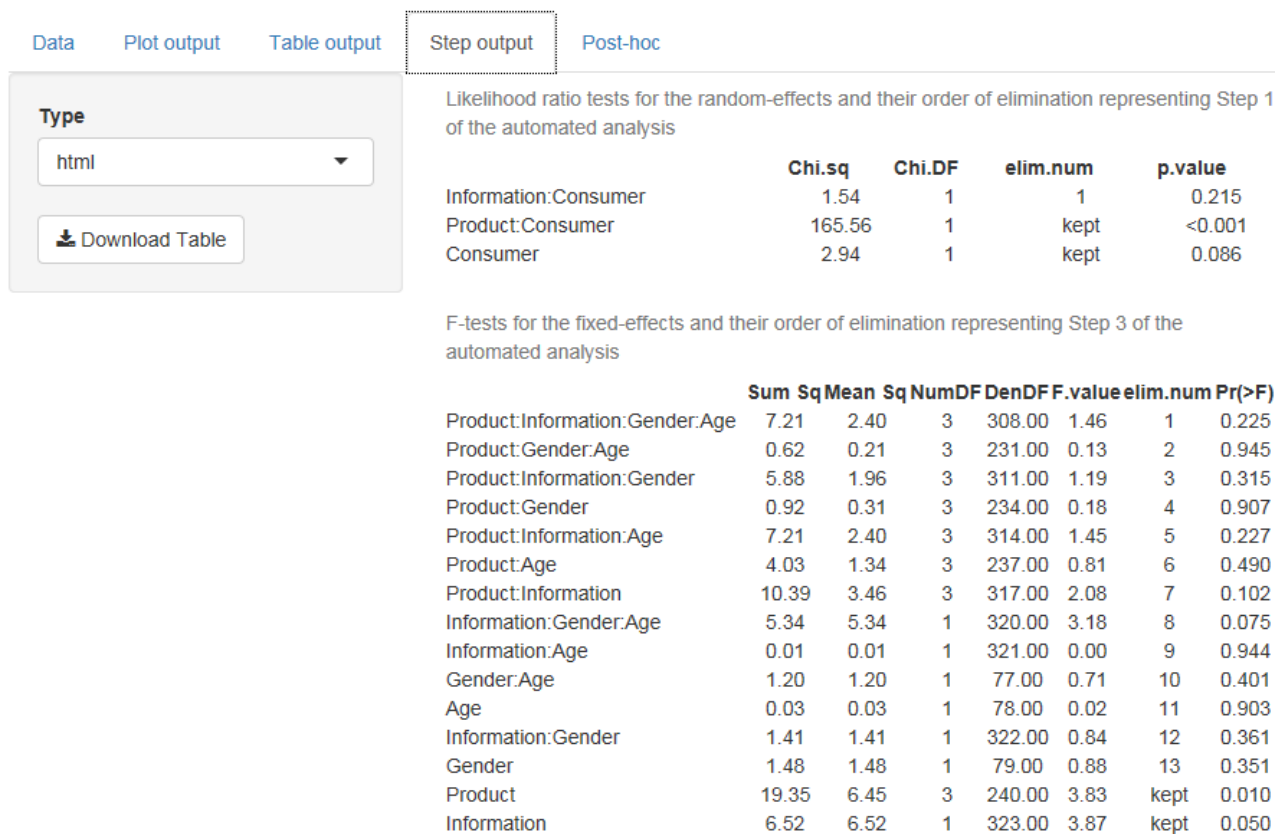 Data Plot output Table output Step output Post-hoc
Type
html
Download Table
Likelihood ratio tests for the random-effects and their order of elimination representing Step 1
of the automated analysis
Chi.sq Chi.DF elim.num p.value
Information:Consumer 1.54 1 1 0.215
Product:Consumer 165.56 1 kept <0.001
Consumer 2.94 1 kept 0.086
F-tests for the fixed-effects and their order of elimination representing Step 3 of the
automated analysis
Sum Sq Mean Sq NumDF DenDF F.value elim.num Pr(>F)
Product:Information:Gender:Age 7.21 2.40 3 308.00 1.46 1 0.225
Product:Gender:Age 0.62 0.21 3 231.00 0.13 2 0.945
Product:Information:Gender 5.88 1.96 3 311.00 1.19 3 0.315
Product:Gender 0.92 0.31 3 234.00 0.18 4 0.907
Product:Information:Age 7.21 2.40 3 314.00 1.45 5 0.227
Product:Age 4.03 1.34 3 237.00 0.81 6 0.490
Product:Information 10.39 3.46 3 317.00 2.08 7 0.102
Information:Gender:Age 5.34 5.34 1 320.00 3.18 8 0.075
Information:Age 0.01 0.01 1 321.00 0.00 9 0.944
Gender:Age 1.20 1.20 1 77.00 0.71 10 0.401
Age 0.03 0.03 1 78.00 0.02 11 0.903
Information:Gender 1.41 1.41 1 322.00 0.84 12 0.361
Gender 1.48 1.48 1 79.00 0.88 13 0.351
Product 19.35 6.45 3 240.00 3.83 kept 0.010
Information 6.52 6.52 1 323.00 3.87 kept 0.050